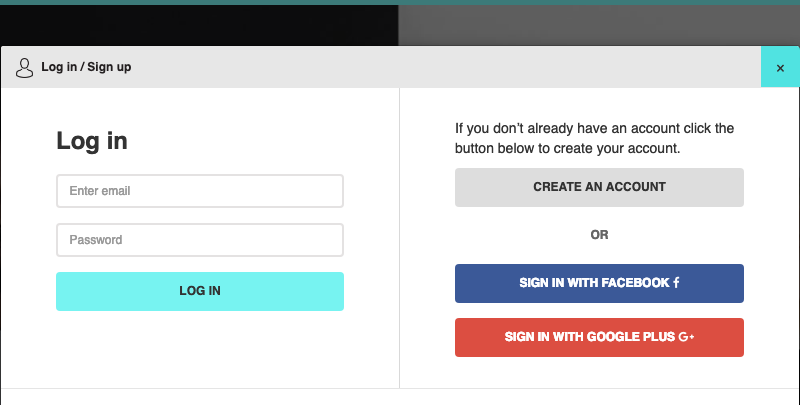 Log in / Sign up
×
Log in
Enter email
Password
LOG IN
If you don't already have an account click the
button below to create your account.
CREATE AN ACCOUNT
OR
SIGN IN WITH FACEBOOK f
SIGN IN WITH GOOGLE PLUS G+